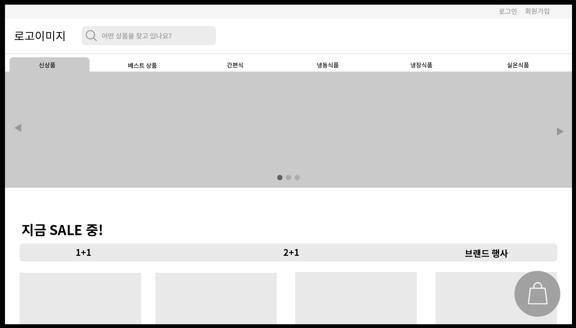 로그인 회원가입
로고이미지 어떤 상품을 찾고 있나요?
신상품 베스트 상품 간편식 냉동식품 냉장식품 실온식품
지금 SALE 중!
1+1 2+1 브랜드 행사